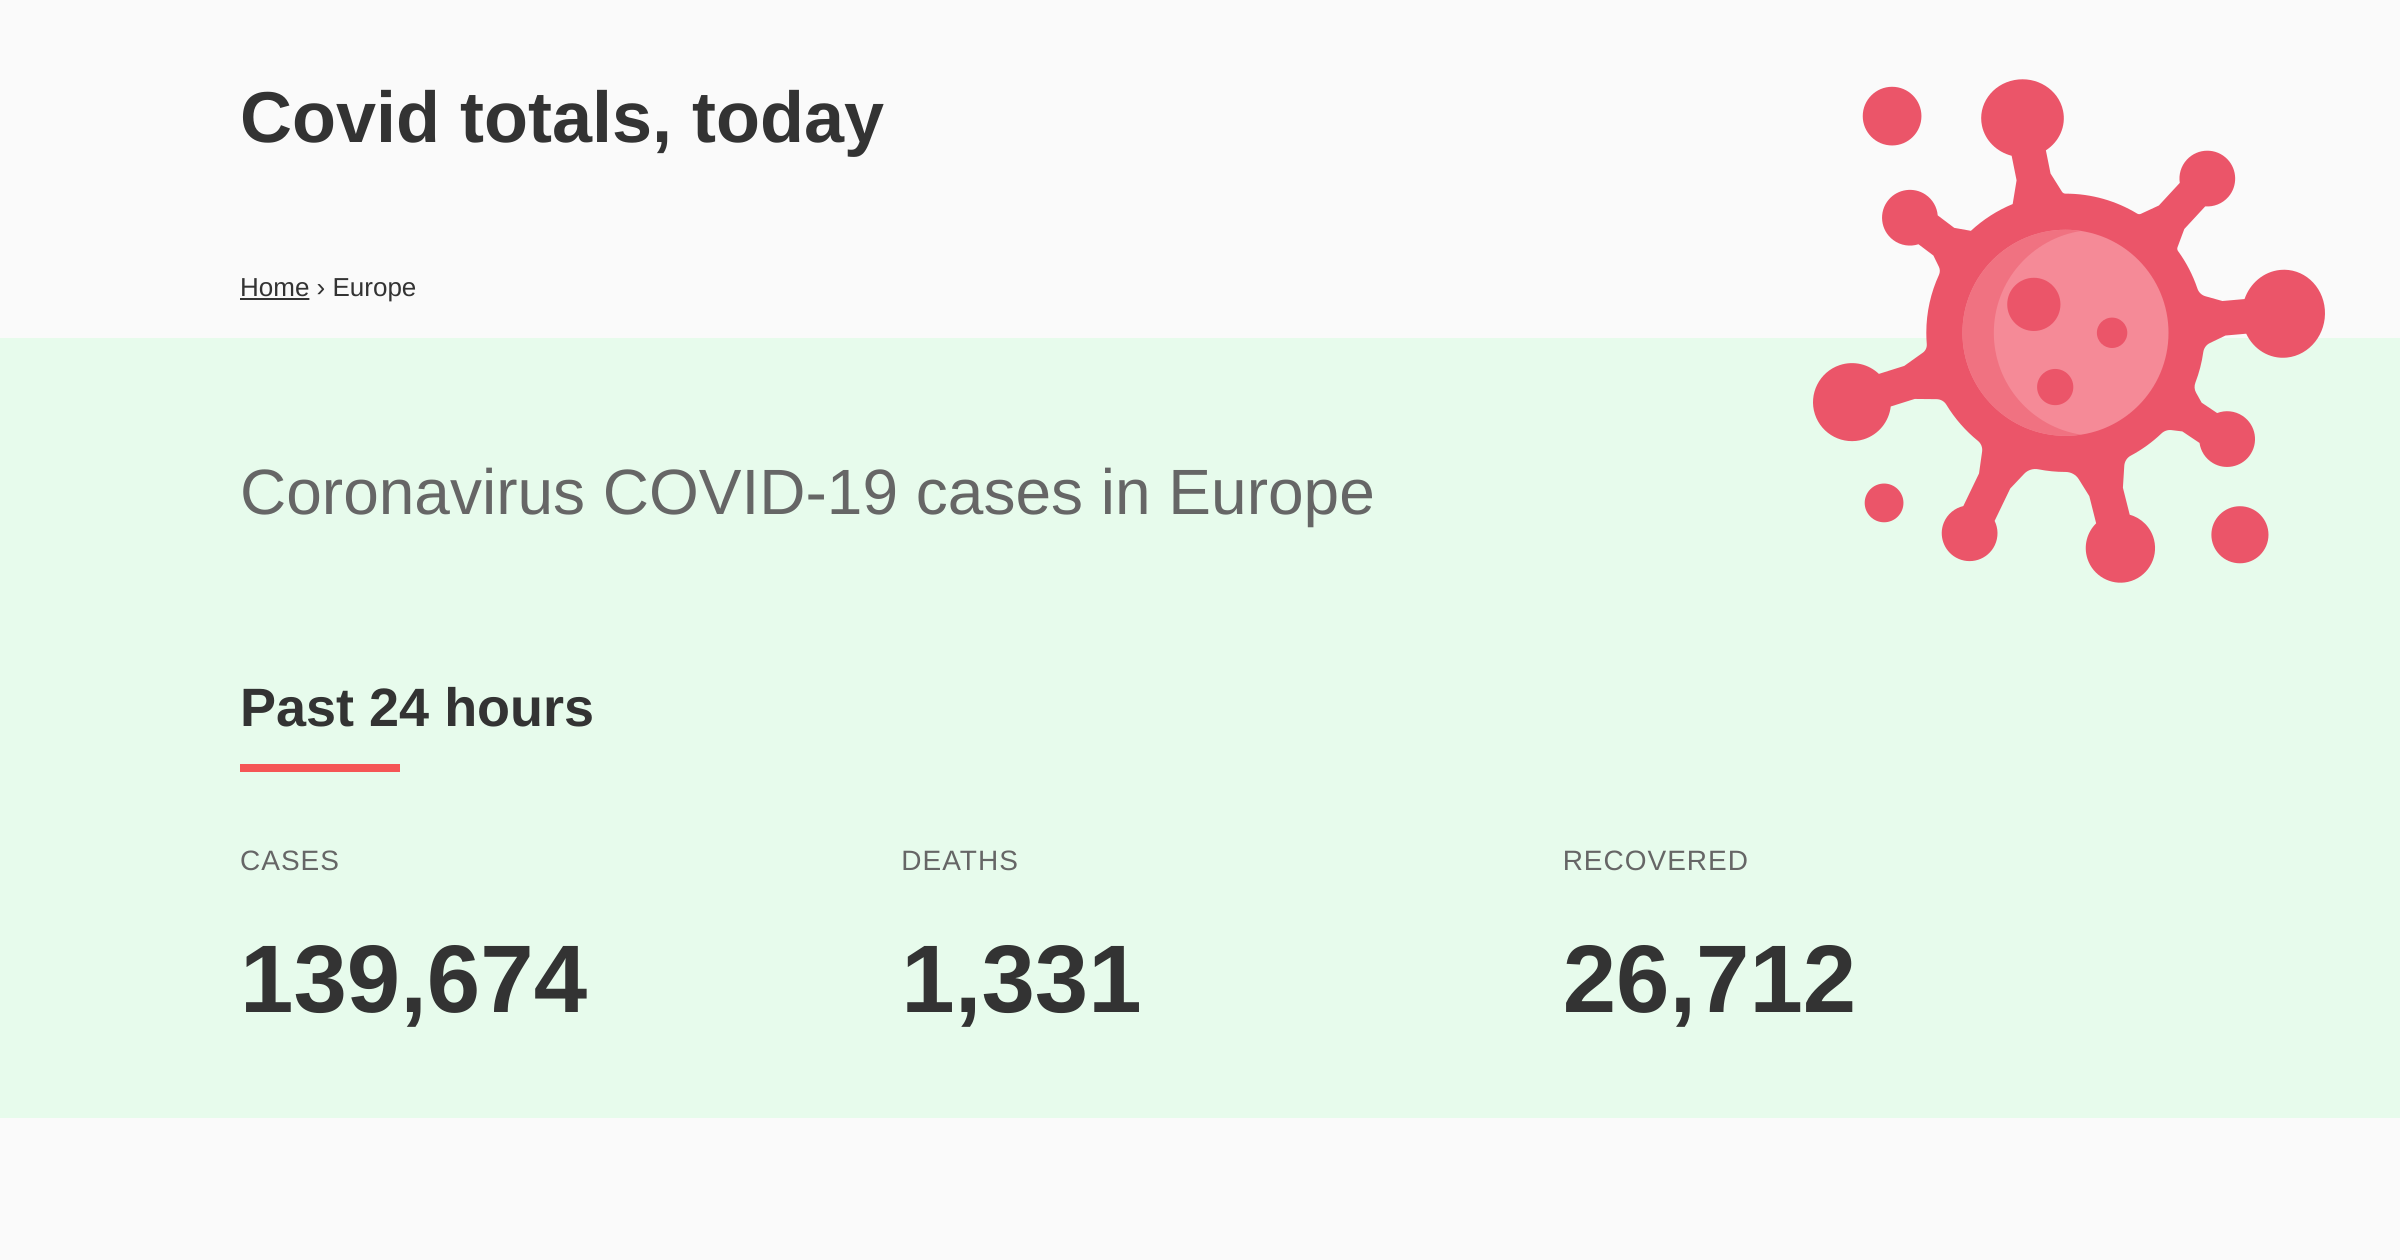 Covid totals, today
Home › Europe
Coronavirus COVID-19 cases in Europe
Past 24 hours
CASES
DEATHS
RECOVERED
139,674
1,331
26,712